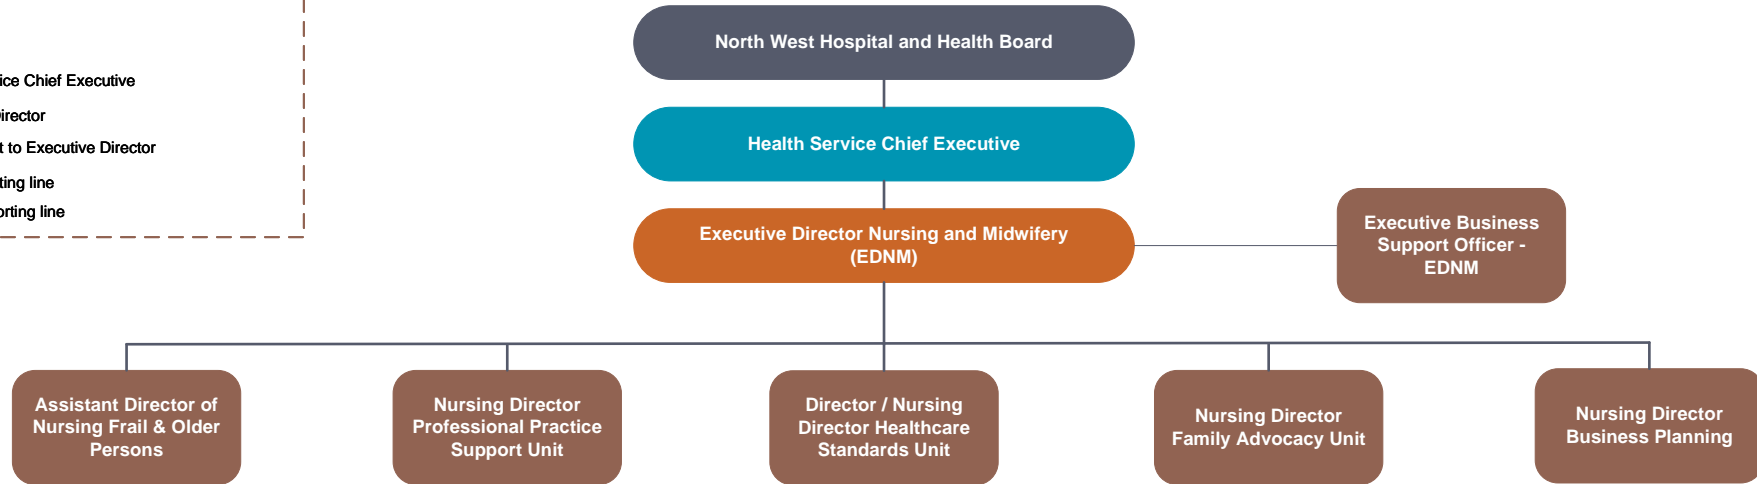 North West Hospital and Health Board
ice Chief Executive
irector
t to Executive Director
ting line
orting line
Health Service Chief Executive
Executive Director Nursing and Midwifery
(EDNM)
Executive Business
Support Officer -
EDNM
Assistant Director of
Nursing Frail & Older
Persons
Nursing Director
Professional Practice
Support Unit
Director / Nursing
Director Healthcare
Standards Unit
Nursing Director
Family Advocacy Unit
Nursing Director
Business Planning